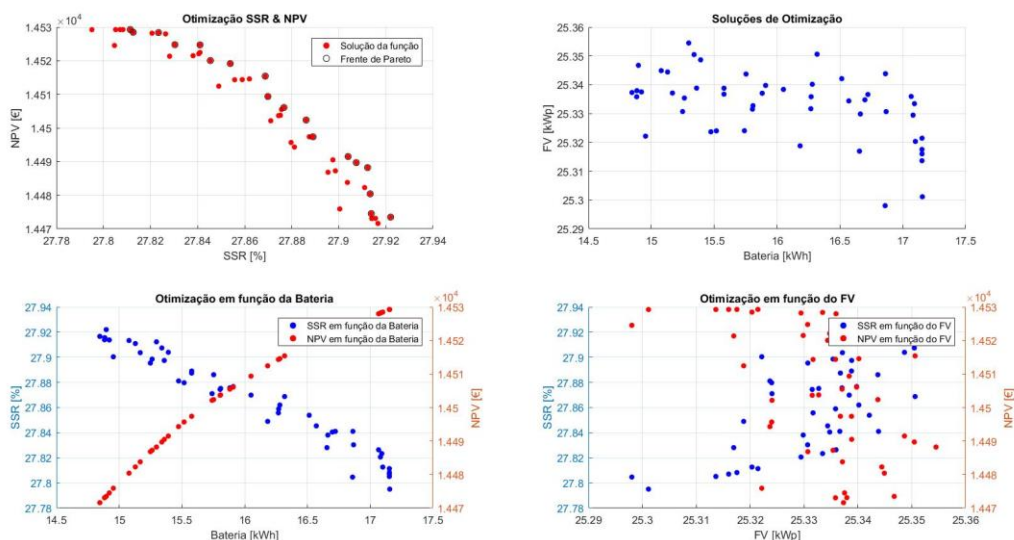 Otimização SSR & NPV
×10⁴
1.453
1.452
1.451
1.45
1.449
1.448
1.447
NPV [€]
Solução da função
Frente de Pareto
27.78 27.8 27.82 27.84 27.86 27.88 27.9 27.92 27.94
SSR [%]
Soluções de Otimização
25.36
25.35
25.34
25.33
25.32
25.31
25.3
25.29
FV [kWp]
14.5 15 15.5 16 16.5 17 17.5
Bateria [kWh]
Otimização em função da Bateria
×10⁴
27.94
27.92
27.9
27.88
27.86
27.84
27.82
27.8
27.78
SSR [%]
SSR em função da Bateria
NPV em função da Bateria
1.453
1.452
1.451
1.45
1.449
1.448
1.447
NPV [€]
14.5 15 15.5 16 16.5 17 17.5
Bateria [kWh]
Otimização em função do FV
×10⁴
27.94
27.92
27.9
27.88
27.86
27.84
27.82
27.8
27.78
SSR [%]
SSR em função do FV
NPV em função do FV
1.453
1.452
1.451
1.45
1.449
1.448
1.447
NPV [€]
25.29 25.3 25.31 25.32 25.33 25.34 25.35 25.36
FV [kWp]